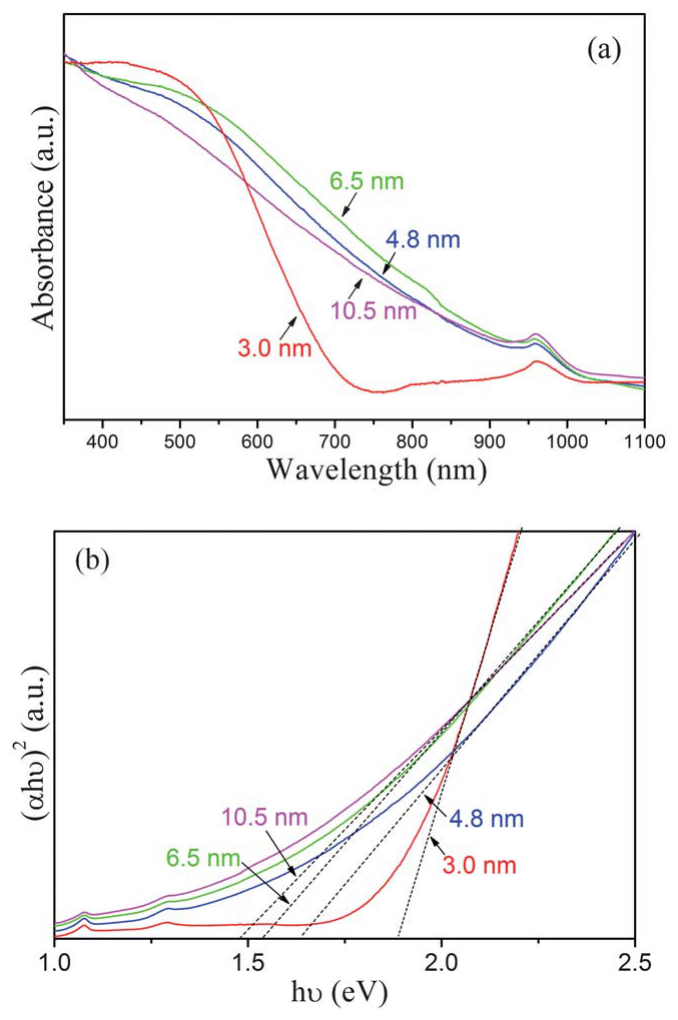 (a)
Absorbance (a.u.)
6.5 nm
4.8 nm
10.5 nm
3.0 nm
400 500 600 700 800 900 1000 1100
Wavelength (nm)
(b)
(αhυ)² (a.u.)
10.5 nm
4.8 nm
6.5 nm
3.0 nm
1.0 1.5 2.0 2.5
hυ (eV)